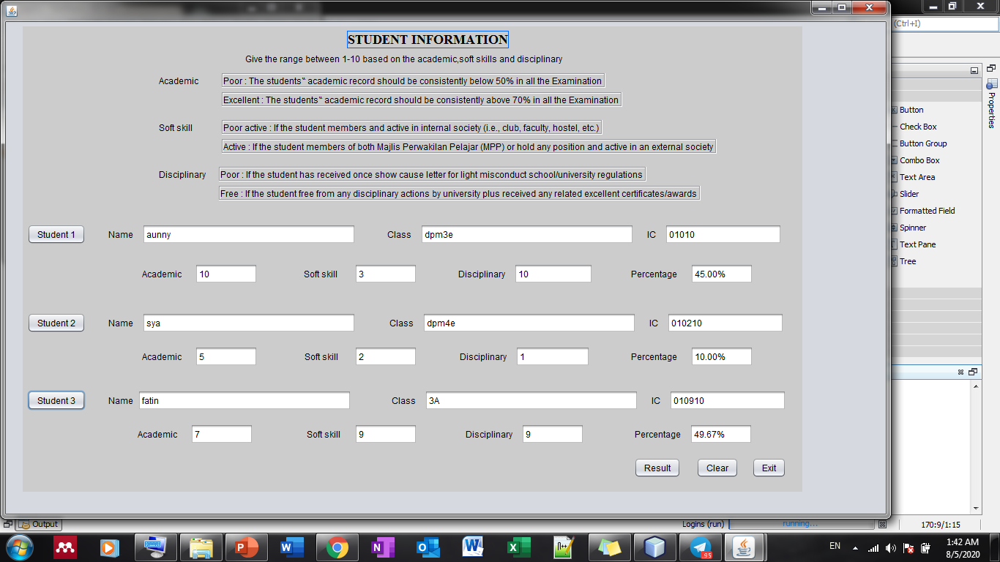 (Ctrl+I)
STUDENT INFORMATION
Give the range between 1-10 based on the academic,soft skills and disciplinary
Academic Poor : The students‟ academic record should be consistently below 50% in all the Examination
Excellent : The students‟ academic record should be consistently above 70% in all the Examination
Soft skill Poor active : If the student members and active in internal society (i.e., club, faculty, hostel, etc.)
Active : If the student members of both Majlis Perwakilan Pelajar (MPP) or hold any position and active in an external society
Disciplinary Poor : If the student has received once show cause letter for light misconduct school/university regulations
Free : If the student free from any disciplinary actions by university plus received any related excellent certificates/awards
Student 1 Name aunny Class dpm3e IC 01010
Academic 10 Soft skill 3 Disciplinary 10 Percentage 45.00%
Student 2 Name sya Class dpm4e IC 010210
Academic 5 Soft skill 2 Disciplinary 1 Percentage 10.00%
Student 3 Name fatin Class 3A IC 010910
Academic 7 Soft skill 9 Disciplinary 9 Percentage 49.67%
Result Clear Exit
Properties
Button
Check Box
Button Group
Combo Box
Text Area
Slider
Formatted Field
Spinner
Text Pane
Tree
Output Logins (run) running... 170:9/1:15
EN 1:42 AM
8/5/2020
.95